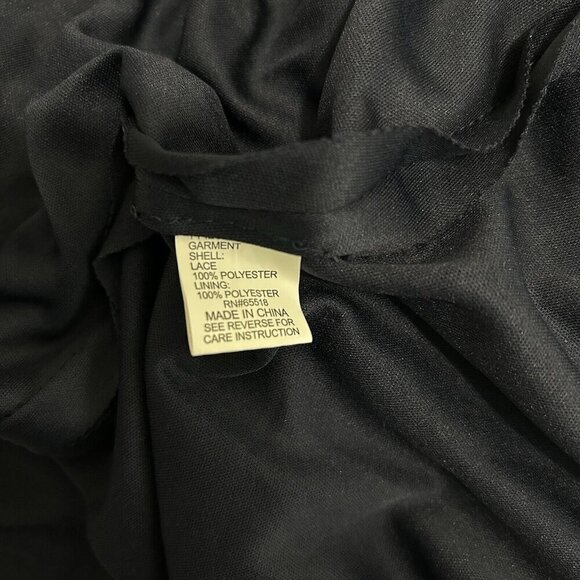 GARMENT
SHELL:
LACE
100% POLYESTER
LINING:
100% POLYESTER
RN#65518
MADE IN CHINA
SEE REVERSE FOR
CARE INSTRUCTION